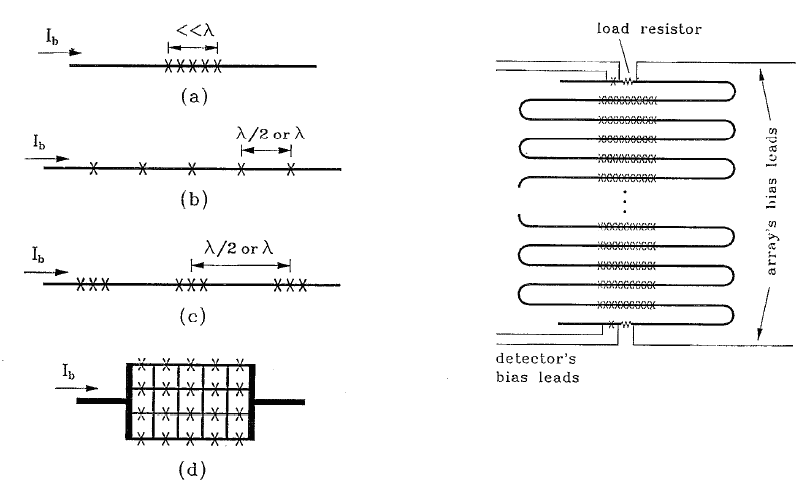 <<λ
I_b
(a)
λ/2 or λ
I_b
(b)
λ/2 or λ
I_b
(c)
I_b
(d)
load resistor
array's bias leads
detector's
bias leads